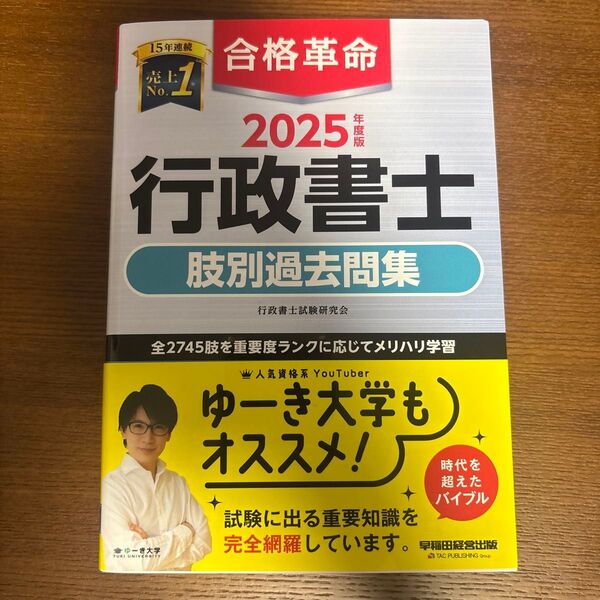 15年連続
売上
No.1
合格革命
2025年度版
行政書士
肢別過去問集
行政書士試験研究会
全2745肢を重要度ランクに応じてメリハリ学習
人気資格系 YouTuber
ゆーき大学も
オススメ!
時代を
超えた
バイブル
試験に出る重要知識を
完全網羅しています。
ゆーき大学
YUKI UNIVERSITY
早稲田経営出版
TAC PUBLISHING Group